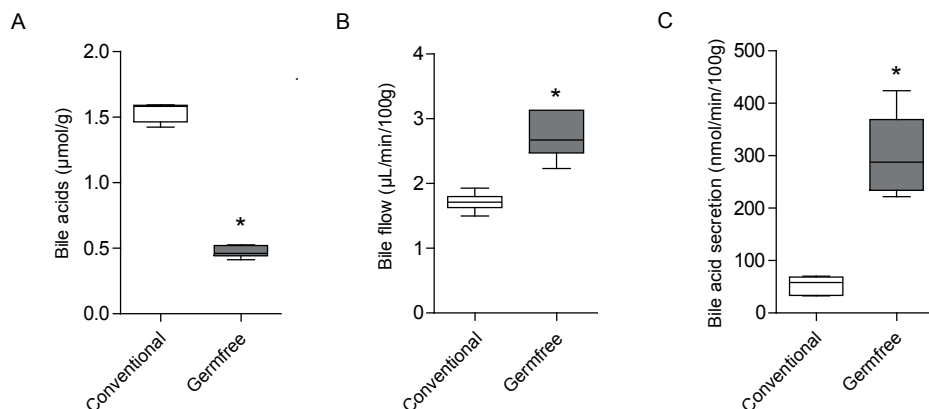 A
Bile acids (µmol/g)
2.0
1.5
1.0
0.5
0.0
*
Conventional
Germfree
B
Bile fllow (µL/min/100g)
4
3
2
1
0
*
Conventional
Germfree
C
Bile acid secretion (nmol/min/100g)
500
400
300
200
100
0
*
Conventional
Germfree